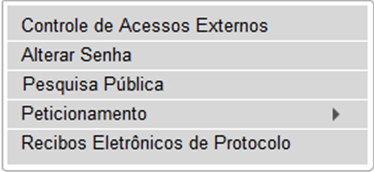 Controle de Acessos Externos
Alterar Senha
Pesquisa Pública
Peticionamento
Recibos Eletrônicos de Protocolo